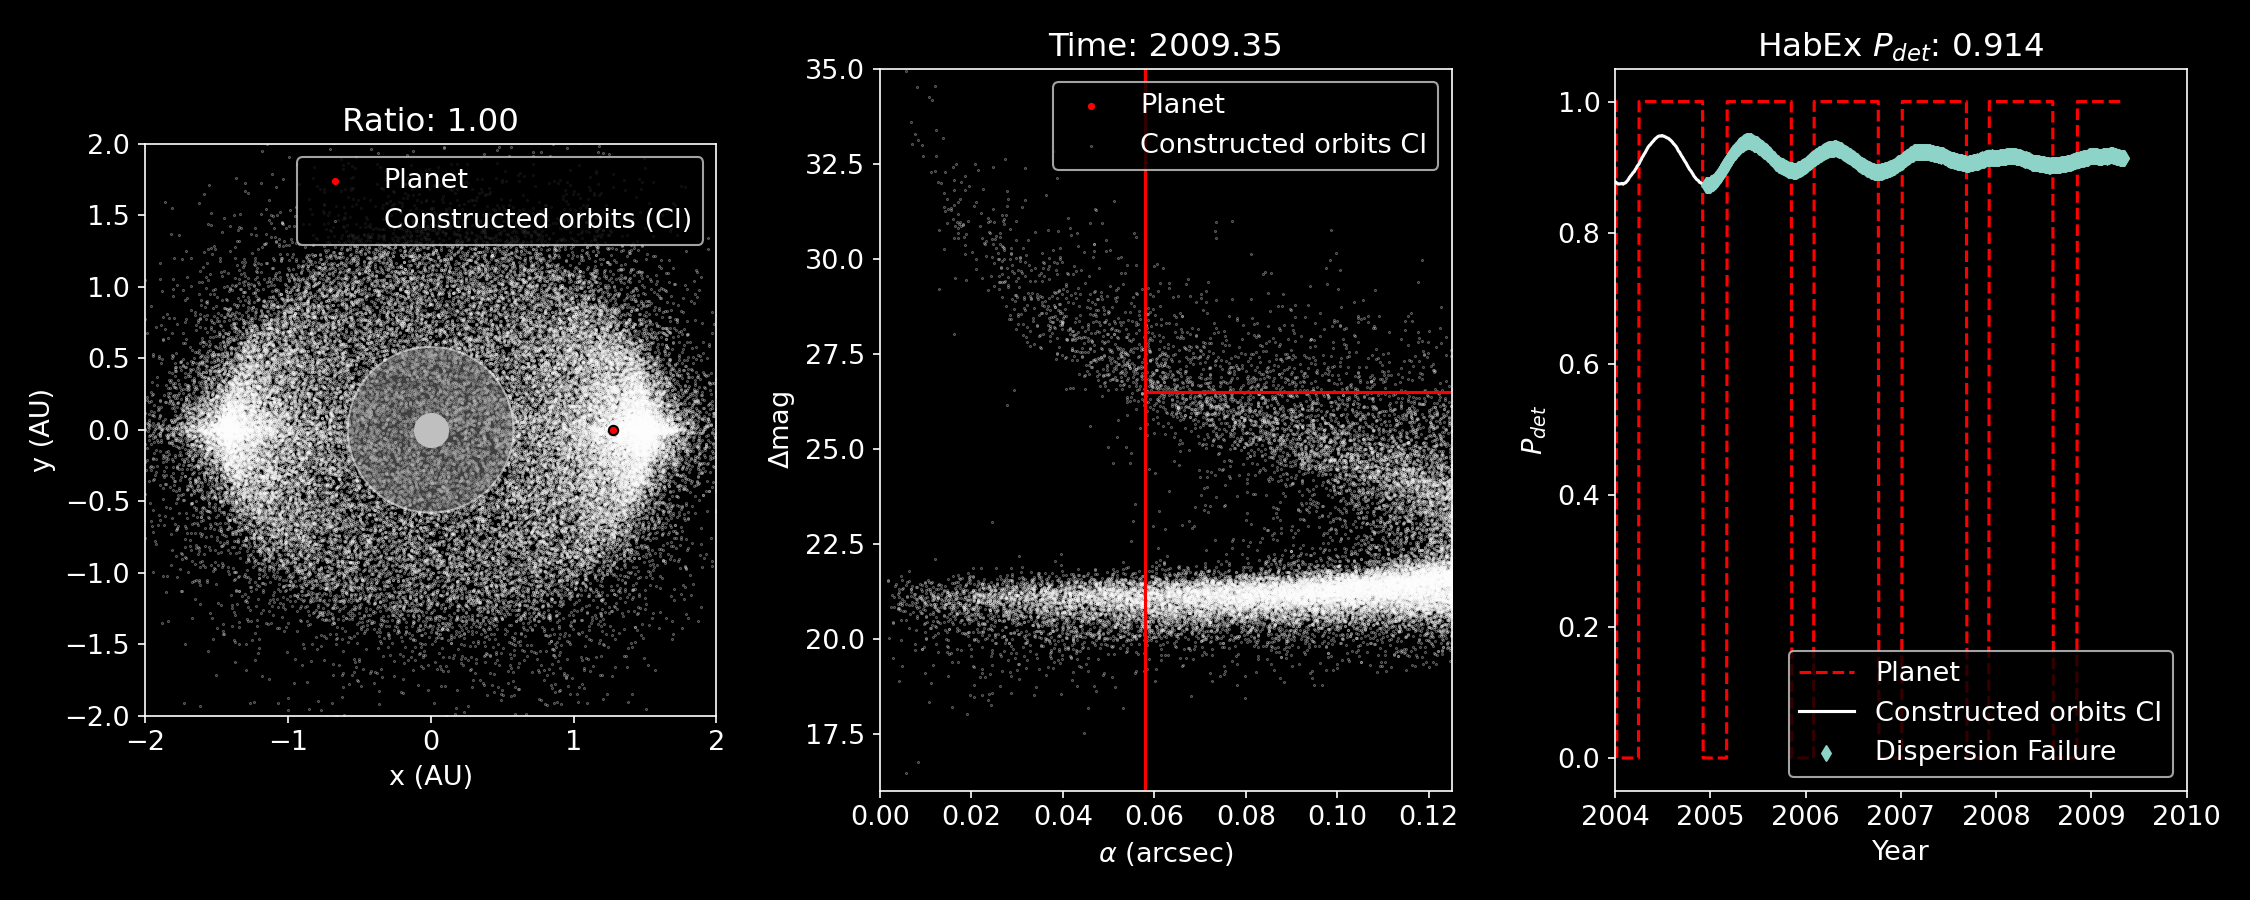 Ratio: 1.00
Planet
Constructed orbits (CI)
2.0
1.5
1.0
0.5
0.0
−0.5
−1.0
−1.5
−2.0
y (AU)
−2
−1
0
1
2
x (AU)
Time: 2009.35
Planet
Constructed orbits CI
35.0
32.5
30.0
27.5
25.0
22.5
20.0
17.5
Δmag
0.00
0.02
0.04
0.06
0.08
0.10
0.12
α (arcsec)
HabEx Pdet: 0.914
1.0
0.8
0.6
0.4
0.2
0.0
Pdet
Planet
Constructed orbits CI
Dispersion Failure
2004
2005
2006
2007
2008
2009
2010
Year